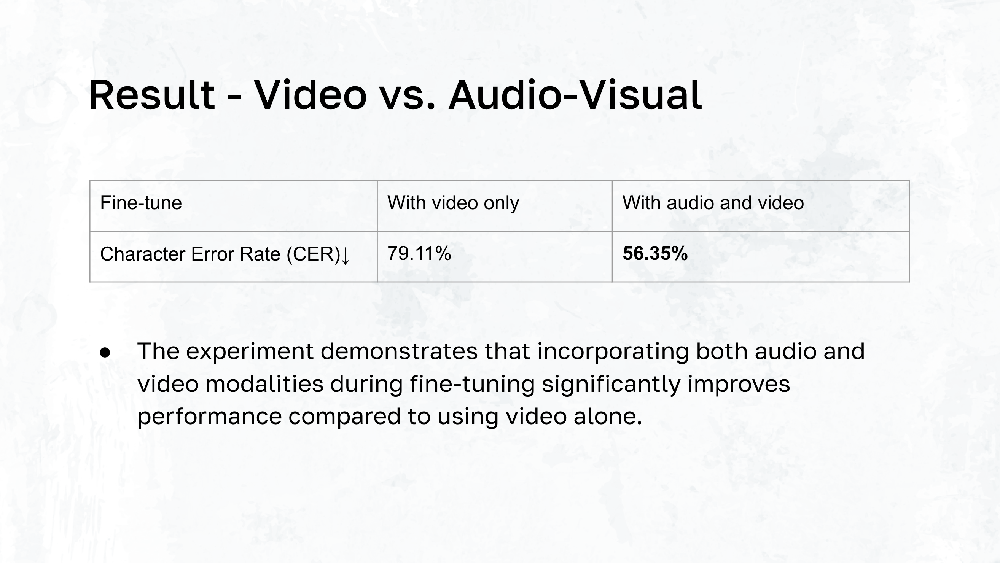 Result - Video vs. Audio-Visual
Fine-tune With video only With audio and video
Character Error Rate (CER)↓ 79.11% 56.35%
● The experiment demonstrates that incorporating both audio and
video modalities during fine-tuning significantly improves
performance compared to using video alone.